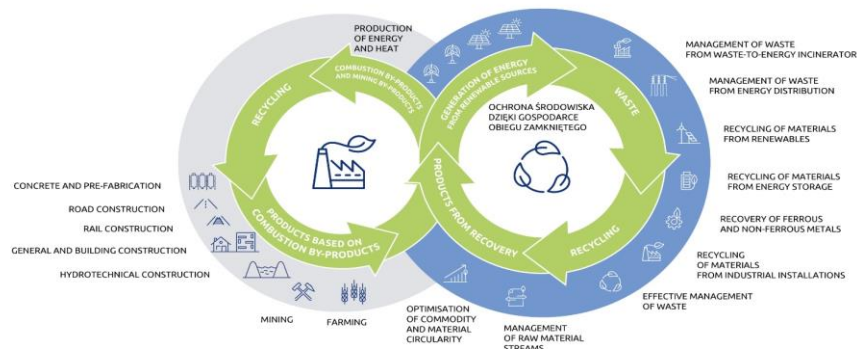 PRODUCTION
OF ENERGY
AND HEAT
COMBUSTION BY-PRODUCTS
AND MINING BY-PRODUCTS
RECYCLING
PRODUCTS BASED ON
COMBUSTION BY-PRODUCTS
CONCRETE AND PRE-FABRICATION
ROAD CONSTRUCTION
RAIL CONSTRUCTION
GENERAL AND BUILDING CONSTRUCTION
HYDROTECHNICAL CONSTRUCTION
MINING
FARMING
GENERATION OF ENERGY
FROM RENEWABLE SOURCES
OCHRONA ŚRODOWISKA
DZIĘKI GOSPODARCE
OBIEGU ZAMKNIĘTEGO
WASTE
RECYCLING
PRODUCTS FROM RECOVERY
MANAGEMENT OF WASTE
FROM WASTE-TO-ENERGY INCINERATOR
MANAGEMENT OF WASTE
FROM ENERGY DISTRIBUTION
RECYCLING OF MATERIALS
FROM RENEWABLES
RECYCLING OF MATERIALS
FROM ENERGY STORAGE
RECOVERY OF FERROUS
AND NON-FERROUS METALS
RECYCLING
OF MATERIALS
FROM INDUSTRIAL INSTALLATIONS
EFFECTIVE MANAGEMENT
OF WASTE
MANAGEMENT
OF RAW MATERIAL
STREAMS
OPTIMISATION
OF COMMODITY
AND MATERIAL
CIRCULARITY